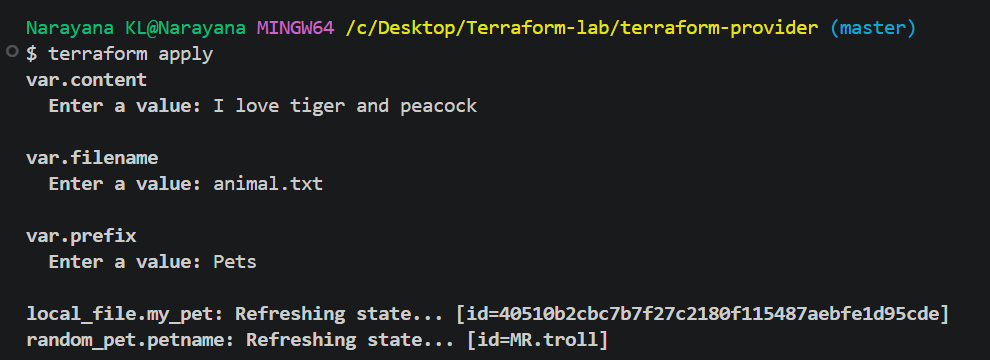 Narayana KL@Narayana MINGW64 /c/Desktop/Terraform-lab/terraform-provider (master)
$ terraform apply
var.content
  Enter a value: I love tiger and peacock

var.filename
  Enter a value: animal.txt

var.prefix
  Enter a value: Pets

local_file.my_pet: Refreshing state... [id=40510b2cbc7b7f27c2180f115487aebfe1d95cde]
random_pet.petname: Refreshing state... [id=MR.troll]